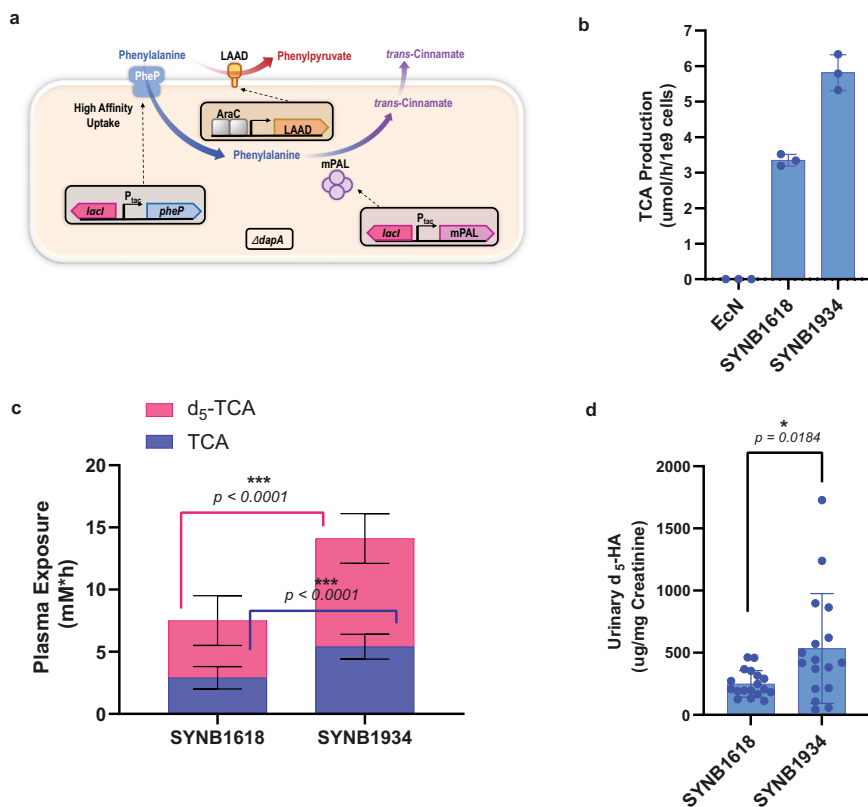 a
Phenylalanine
LAAD
Phenylpyruvate
trans-Cinnamate
PheP
High Affinity
Uptake
AraC
LAAD
trans-Cinnamate
Phenylalanine
mPAL
Ptac
lacI
pheP
ΔdapA
Ptac
lacI
mPAL
b
TCA Production
(umol/h/1e9 cells)
7
6
5
4
3
2
1
0
EcN
SYNB1618
SYNB1934
c
d5-TCA
TCA
Plasma Exposure
(mM*h)
20
15
10
5
0
***
p < 0.0001
***
p < 0.0001
SYNB1618
SYNB1934
d
*
p = 0.0184
Urinary d5-HA
(ug/mg Creatinine)
2000
1500
1000
500
0
SYNB1618
SYNB1934